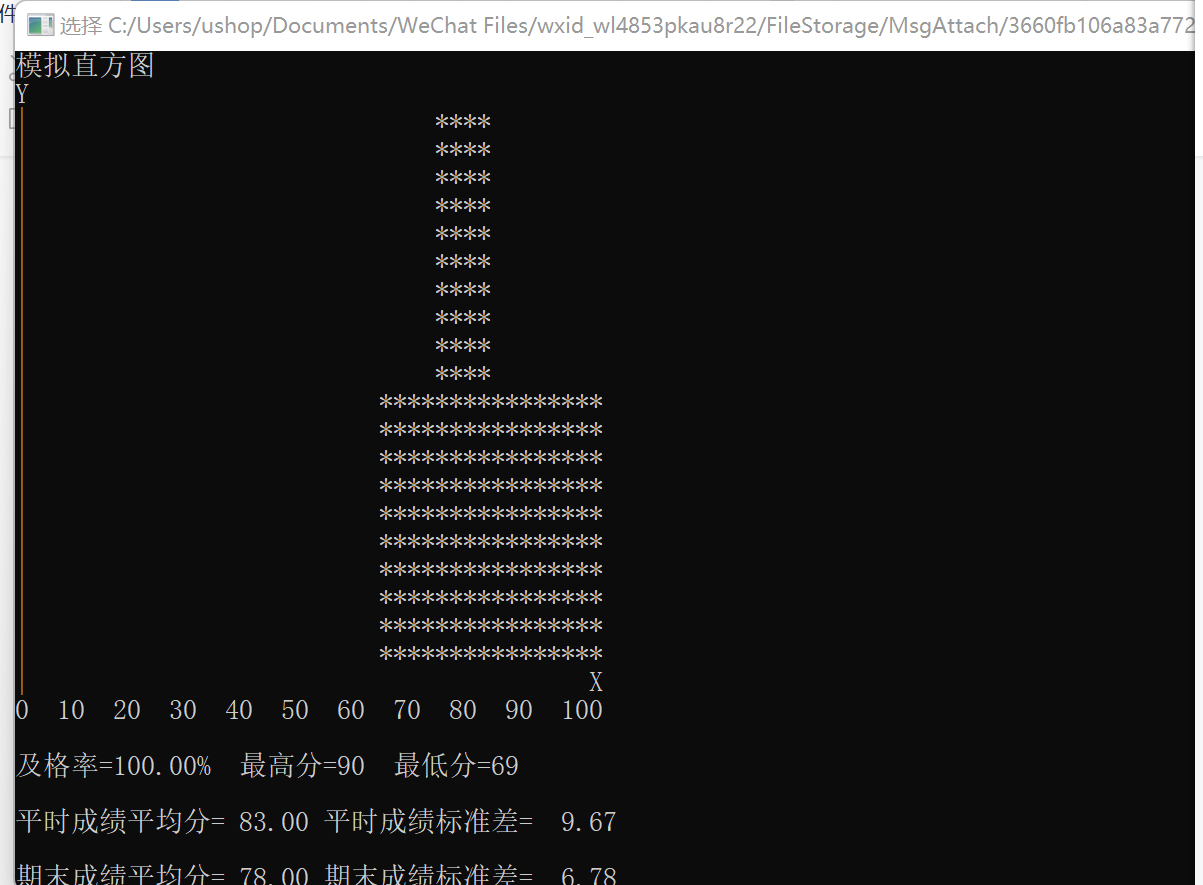 件
选择 C:/Users/ushop/Documents/WeChat Files/wxid_wl4853pkau8r22/FileStorage/MsgAttach/3660fb106a83a772
模拟直方图
Y
****
****
****
****
****
****
****
****
****
****
****************
****************
****************
****************
****************
****************
****************
****************
****************
****************
X
0 10 20 30 40 50 60 70 80 90 100
及格率=100.00% 最高分=90 最低分=69
平时成绩平均分= 83.00 平时成绩标准差= 9.67
期末成绩平均分= 78.00 期末成绩标准差= 6.78